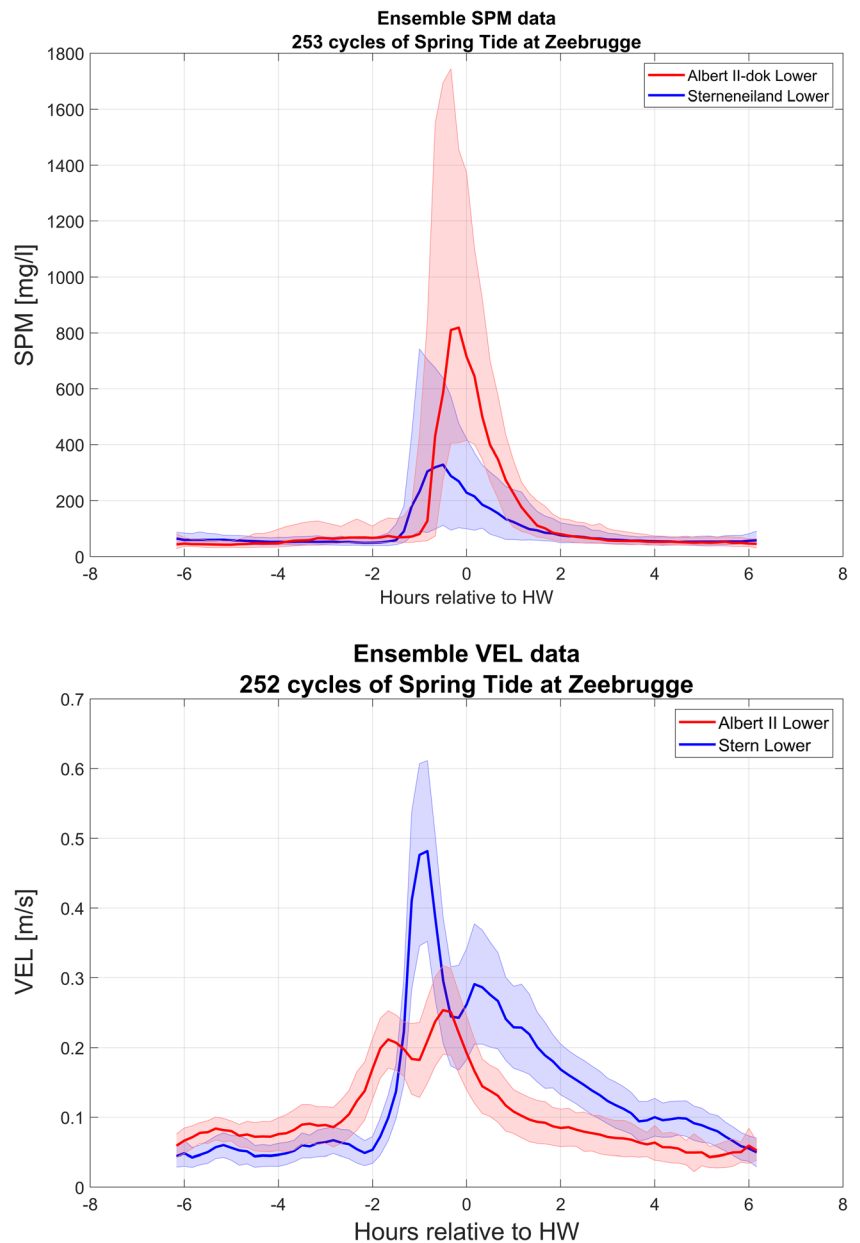 Ensemble SPM data
253 cycles of Spring Tide at Zeebrugge
1800
1600
1400
1200
1000
800
600
400
200
0
SPM [mg/l]
Albert II-dok Lower
Sterneneiland Lower
-8 -6 -4 -2 0 2 4 6 8
Hours relative to HW
Ensemble VEL data
252 cycles of Spring Tide at Zeebrugge
0.7
0.6
0.5
0.4
0.3
0.2
0.1
0
VEL [m/s]
Albert II Lower
Stern Lower
-8 -6 -4 -2 0 2 4 6 8
Hours relative to HW